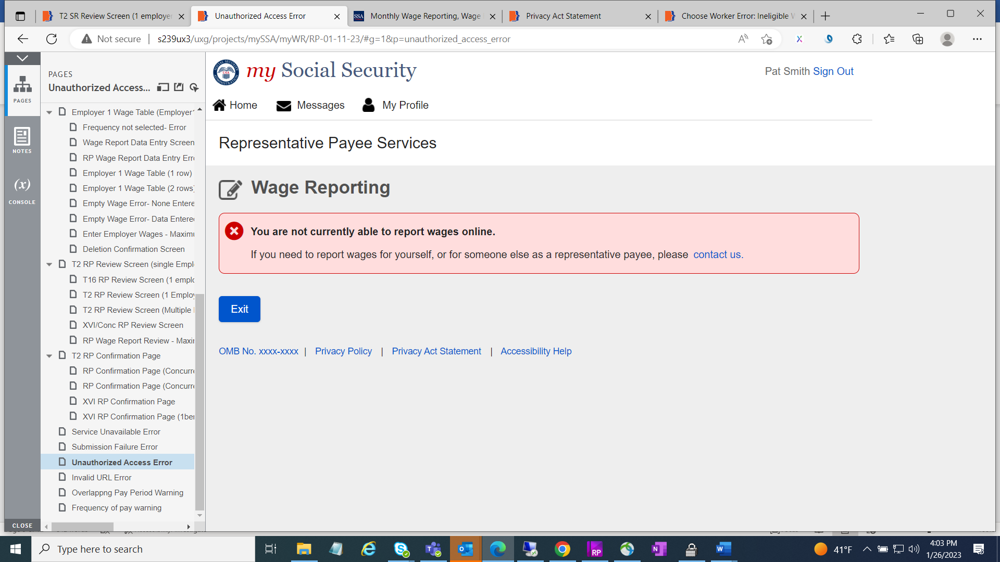 T2 SR Review Screen (1 employer
Unauthorized Access Error
SSA
Monthly Wage Reporting, Wage
Privacy Act Statement
Choose Worker Error: Ineligible
Not secure
s239ux3/uxg/projects/mySSA/myWR/RP-01-11-23/#g=1&p=unauthorized_access_error
PAGES
Unauthorized Access...
PAGES
NOTES
(x)
CONSOLE
CLOSE
Employer 1 Wage Table (Employer
Frequency not selected- Error
Wage Report Data Entry Screen
RP Wage Report Data Entry Err
Employer 1 Wage Table (1 row)
Employer 1 Wage Table (2 rows)
Empty Wage Error- None Entere
Empty Wage Error- Data Entered
Enter Employer Wages - Maxim
Deletion Confirmation Screen
T2 RP Review Screen (single Empl
T16 RP Review Screen (1 emplo
T2 RP Review Screen (1 Employ
T2 RP Review Screen (Multiple
XVI/Conc RP Review Screen
RP Wage Report Review - Maxi
T2 RP Confirmation Page
RP Confirmation Page (Concurre
RP Confirmation Page (Concurre
XVI RP Confirmation Page
XVI RP Confirmation Page (1ber
Service Unavailable Error
Submission Failure Error
Unauthorized Access Error
Invalid URL Error
Overlappng Pay Period Warning
Frequency of pay warning
my Social Security
Pat Smith Sign Out
Home
Messages
My Profile
Representative Payee Services
Wage Reporting
You are not currently able to report wages online.
If you need to report wages for yourself, or for someone else as a representative payee, please contact us.
Exit
OMB No. xxxx-xxxx | Privacy Policy | Privacy Act Statement | Accessibility Help
Type here to search
41°F
4:03 PM
1/26/2023